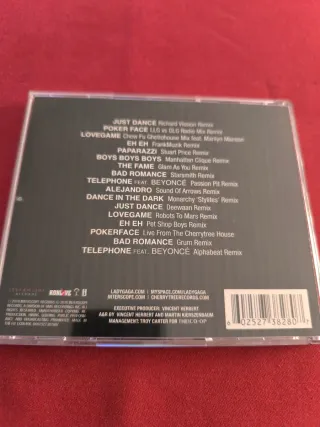 JUST DANCE Richard Vission Remix
POKER FACE LLG vs GLG Radio Mix Remix
LOVEGAME Chew Fu Ghettohouse Mix feat. Marilyn Manson
EH EH FrankMusik Remix
PAPARAZZI Stuart Price Remix
BOYS BOYS BOYS Manhattan Clique Remix
THE FAME Glam As You Remix
BAD ROMANCE Starsmith Remix
TELEPHONE FEAT. BEYONCÉ Passion Pit Remix
ALEJANDRO Sound Of Arrows Remix
DANCE IN THE DARK Monarchy 'Stylites' Remix
JUST DANCE Deewaan Remix
LOVEGAME Robots To Mars Remix
EH EH Pet Shop Boys Remix
POKERFACE Live From The Cherrytree House
BAD ROMANCE Grum Remix
TELEPHONE FEAT. BEYONCÉ Alphabeat Remix
LADYGAGA.COM / MYSPACE.COM/LADYGAGA
INTERSCOPE.COM / CHERRYTREERECORDS.COM
EXECUTIVE PRODUCER: VINCENT HERBERT
A&R BY VINCENT HERBERT AND MARTIN KIERSZENBAUM
MANAGEMENT: TROY CARTER FOR
KONLIVE
6 02527 38280